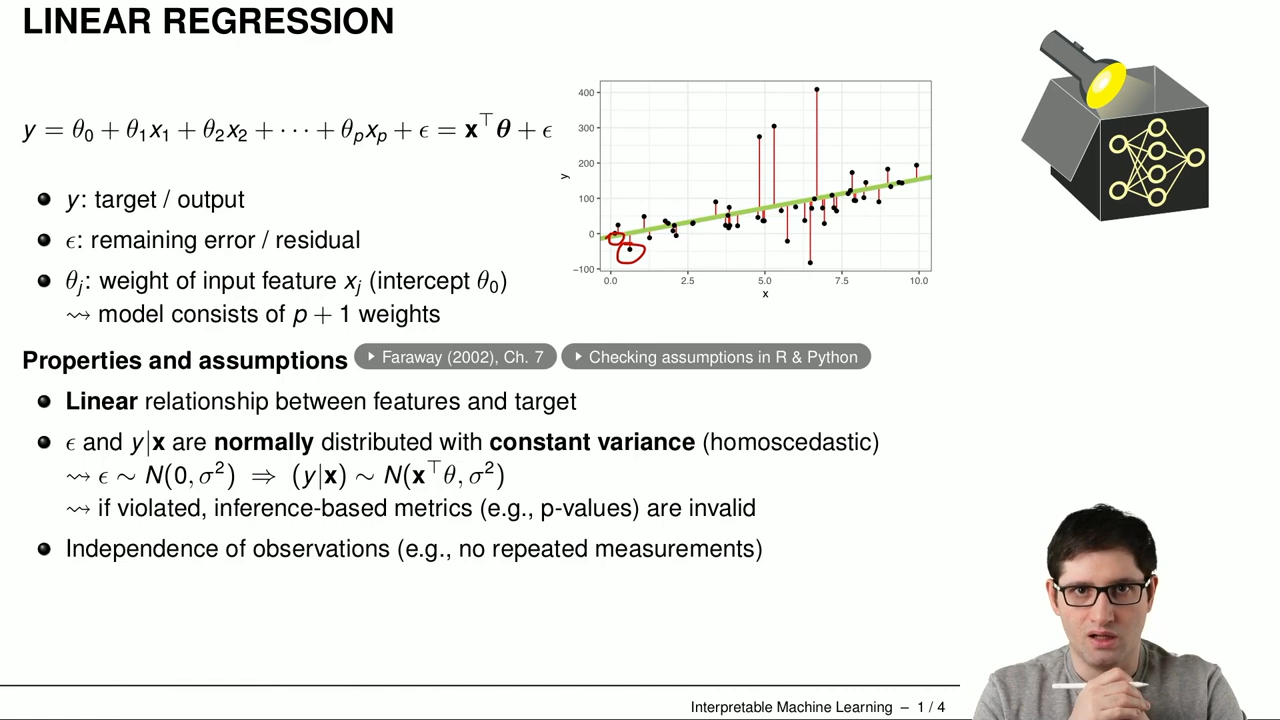 LINEAR REGRESSION
y = θ₀ + θ₁x₁ + θ₂x₂ + ⋯ + θₚxₚ + ϵ = x⊤θ + ϵ
y: target / output
ϵ: remaining error / residual
θⱼ: weight of input feature xⱼ (intercept θ₀)
⇝ model consists of p + 1 weights
400
300
200
100
0
−100
y
0.0 2.5 5.0 7.5 10.0
x
Properties and assumptions Faraway (2002), Ch. 7 Checking assumptions in R & Python
Linear relationship between features and target
ϵ and y|x are normally distributed with constant variance (homoscedastic)
⇝ ϵ ∼ N(0, σ²) ⇒ (y|x) ∼ N(x⊤θ, σ²)
⇝ if violated, inference-based metrics (e.g., p-values) are invalid
Independence of observations (e.g., no repeated measurements)
Interpretable Machine Learning – 1 / 4